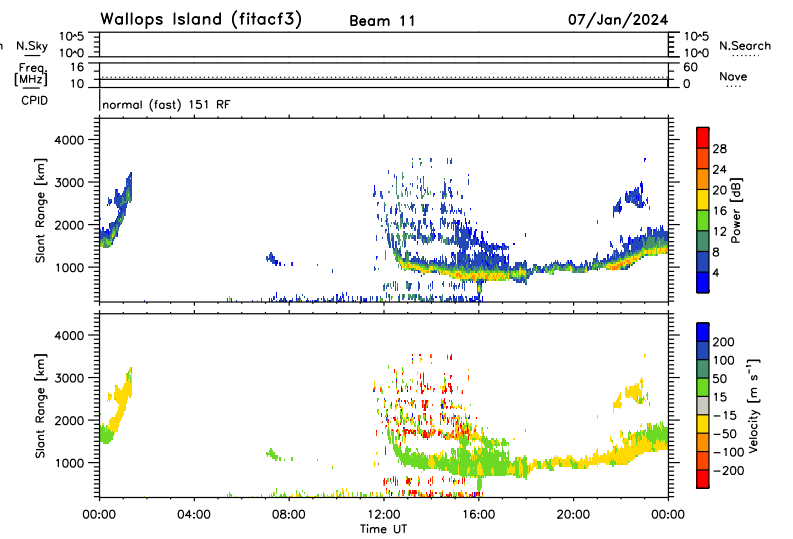 Wallops Island (fitacf3) Beam 11 07/Jan/2024
n N.Sky 10^5 10^0 10^5 10^0 N.Search
Freq. [MHz] 16 10 60 0 Nave
CPID normal (fast) 151 RF
Slant Range [km]
4000
3000
2000
1000
28
24
20
16
12
8
4
Power [dB]
Slant Range [km]
4000
3000
2000
1000
200
100
50
15
-15
-50
-100
-200
Velocity [m s⁻¹]
00:00 04:00 08:00 12:00 16:00 20:00 00:00
Time UT